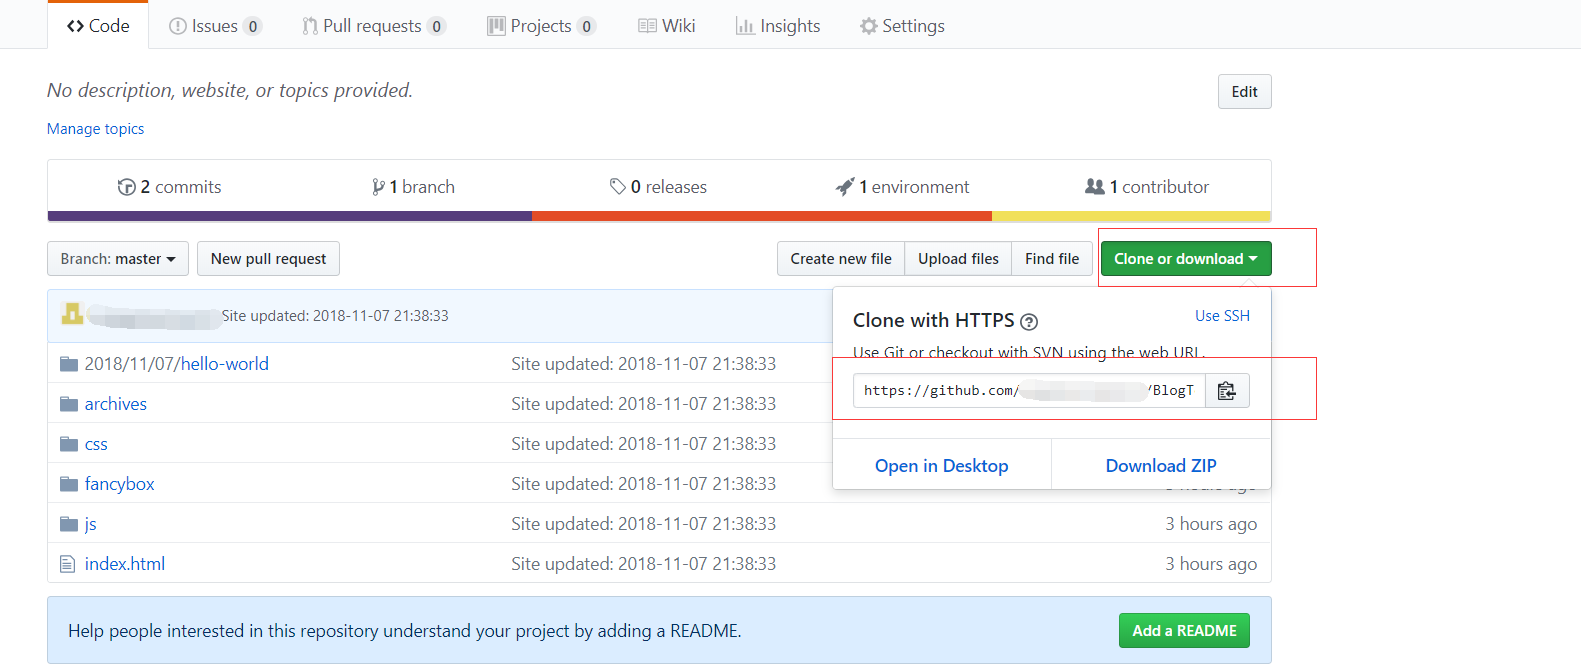 Code Issues 0 Pull requests 0 Projects 0 Wiki Insights Settings
No description, website, or topics provided. Edit
Manage topics
2 commits 1 branch 0 releases 1 environment 1 contributor
Branch: master New pull request Create new file Upload files Find file Clone or download
Site updated: 2018-11-07 21:38:33
Clone with HTTPS ? Use SSH
Use Git or checkout with SVN using the web URL.
https://github.com/ /BlogT
Open in Desktop Download ZIP
2018/11/07/hello-world Site updated: 2018-11-07 21:38:33
archives Site updated: 2018-11-07 21:38:33
css Site updated: 2018-11-07 21:38:33
fancybox Site updated: 2018-11-07 21:38:33 3 hours ago
js Site updated: 2018-11-07 21:38:33 3 hours ago
index.html Site updated: 2018-11-07 21:38:33 3 hours ago
Help people interested in this repository understand your project by adding a README. Add a README